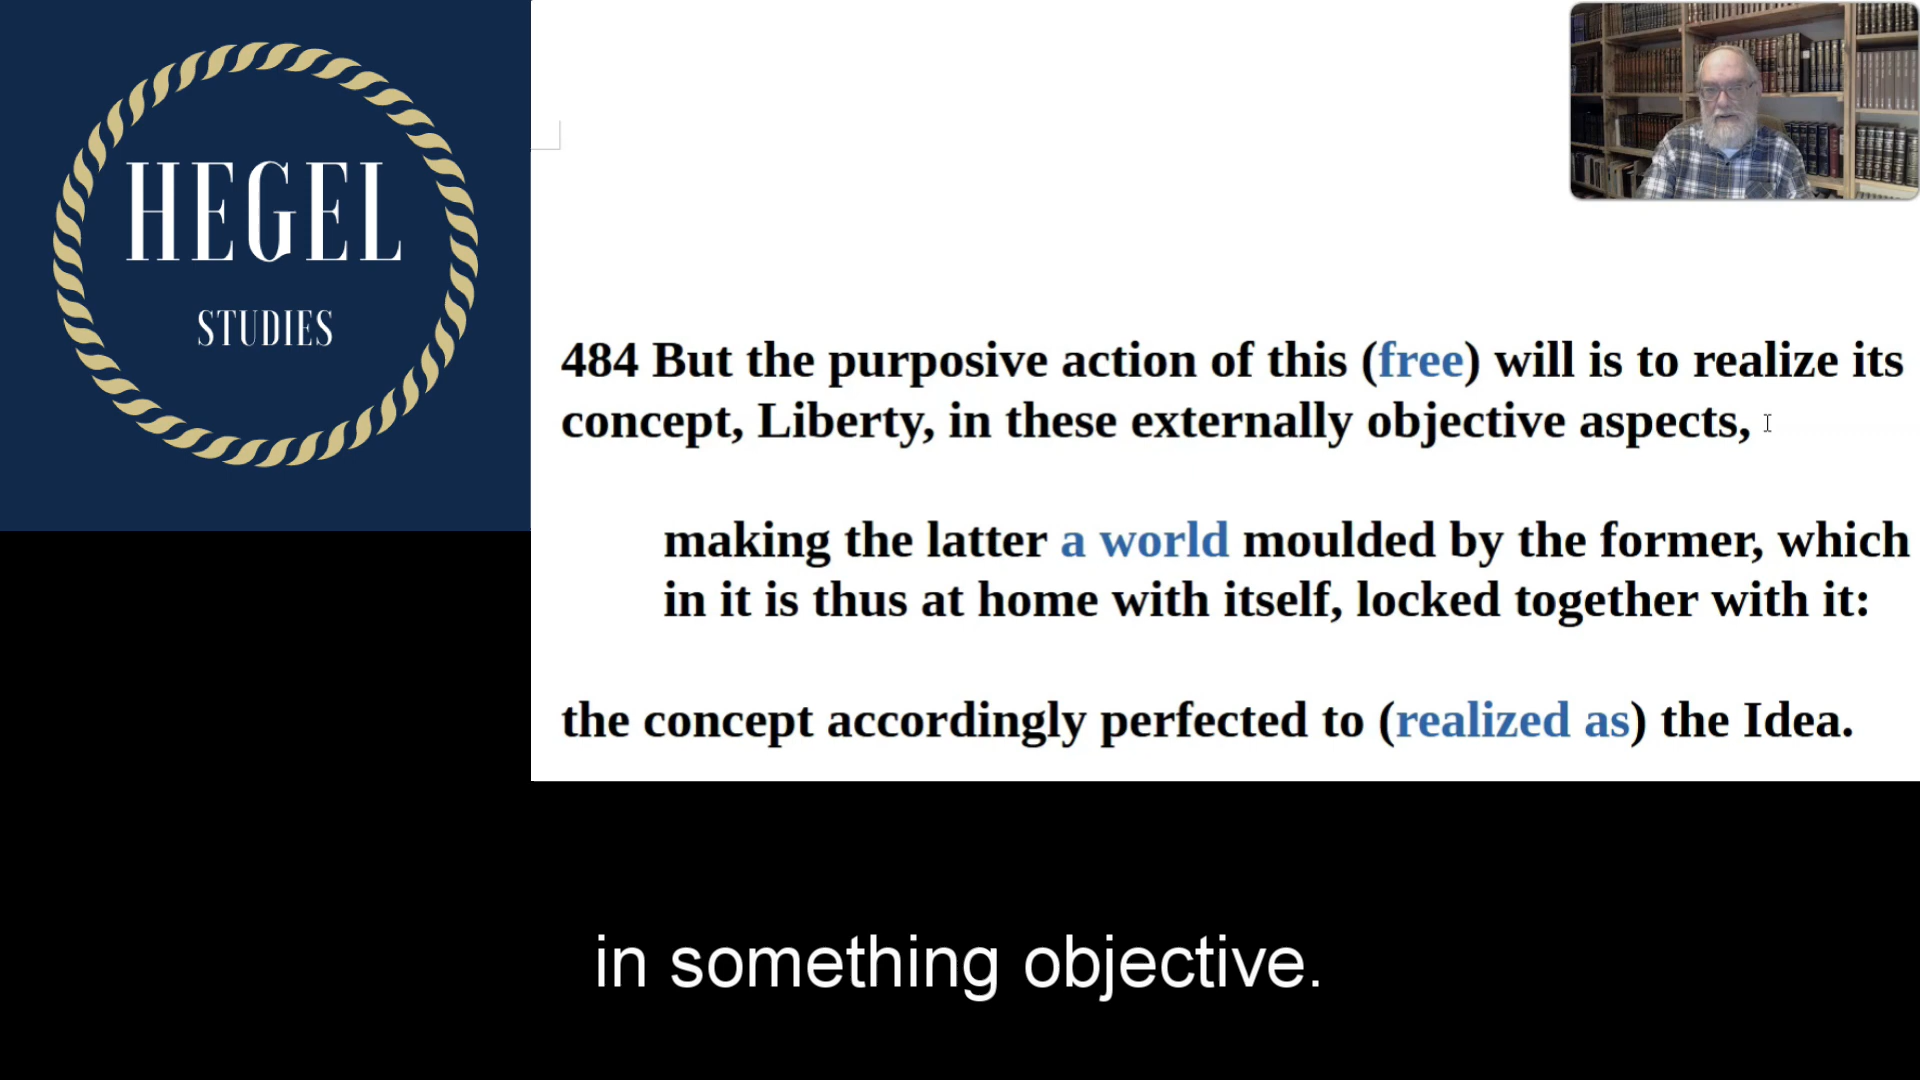 HEGEL
STUDIES
484 But the purposive action of this (free) will is to realize its
concept, Liberty, in these externally objective aspects,
making the latter a world moulded by the former, which
in it is thus at home with itself, locked together with it:
the concept accordingly perfected to (realized as) the Idea.
in something objective.